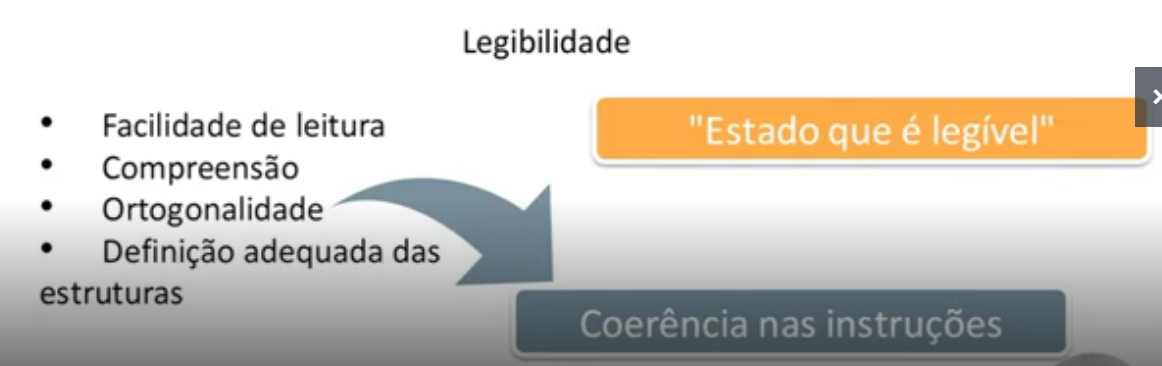 Legibilidade
• Facilidade de leitura
• Compreensão
• Ortogonalidade
• Definição adequada das
estruturas
"Estado que é legível"
Coerência nas instruções